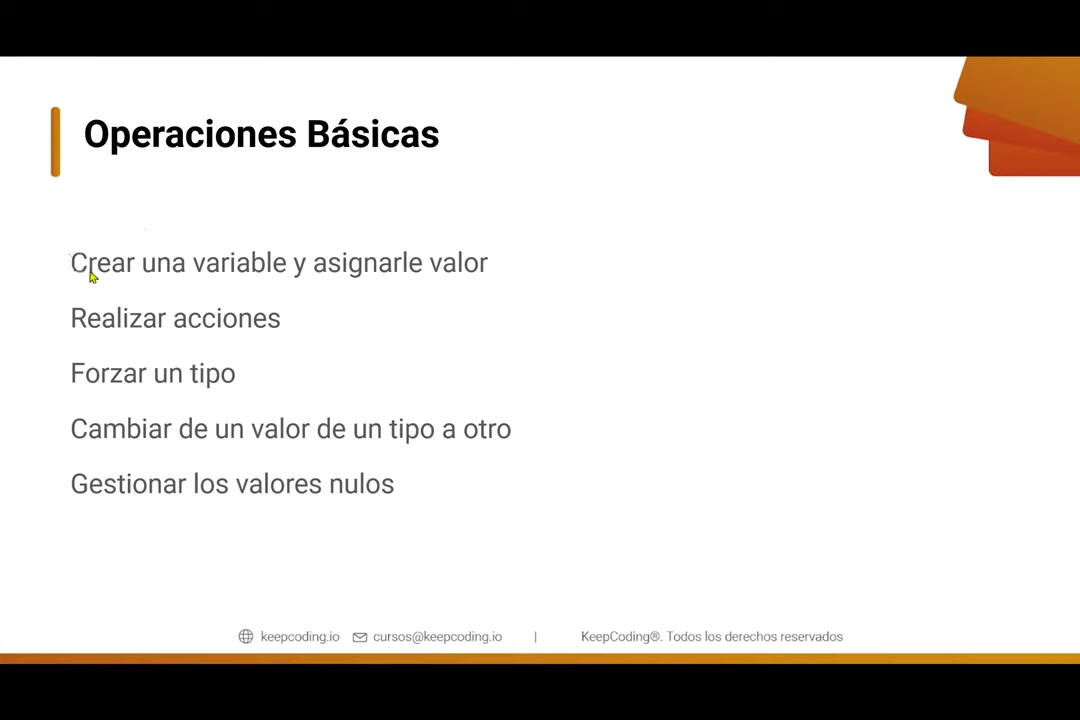 Operaciones Básicas
Crear una variable y asignarle valor
Realizar acciones
Forzar un tipo
Cambiar de un valor de un tipo a otro
Gestionar los valores nulos
keepcoding.io cursos@keepcoding.io | KeepCoding®. Todos los derechos reservados